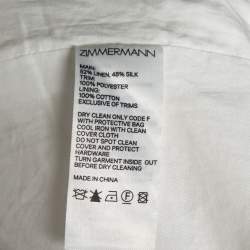 ZIMMERMANN
MAIN:
52% LINEN, 48% SILK
TRIM
100% POLYESTER
LINING:
100% COTTON
EXCLUSIVE OF TRIMS
DRY CLEAN ONLY CODE F
WITH PROTECTIVE BAG
COOL IRON WITH CLEAN
COVER CLOTH
DO NOT SPOT CLEAN
COVER AND PROTECT
HARDWARE
TURN GARMENT INSIDE OUT
BEFORE DRY CLEANING
MADE IN CHINA